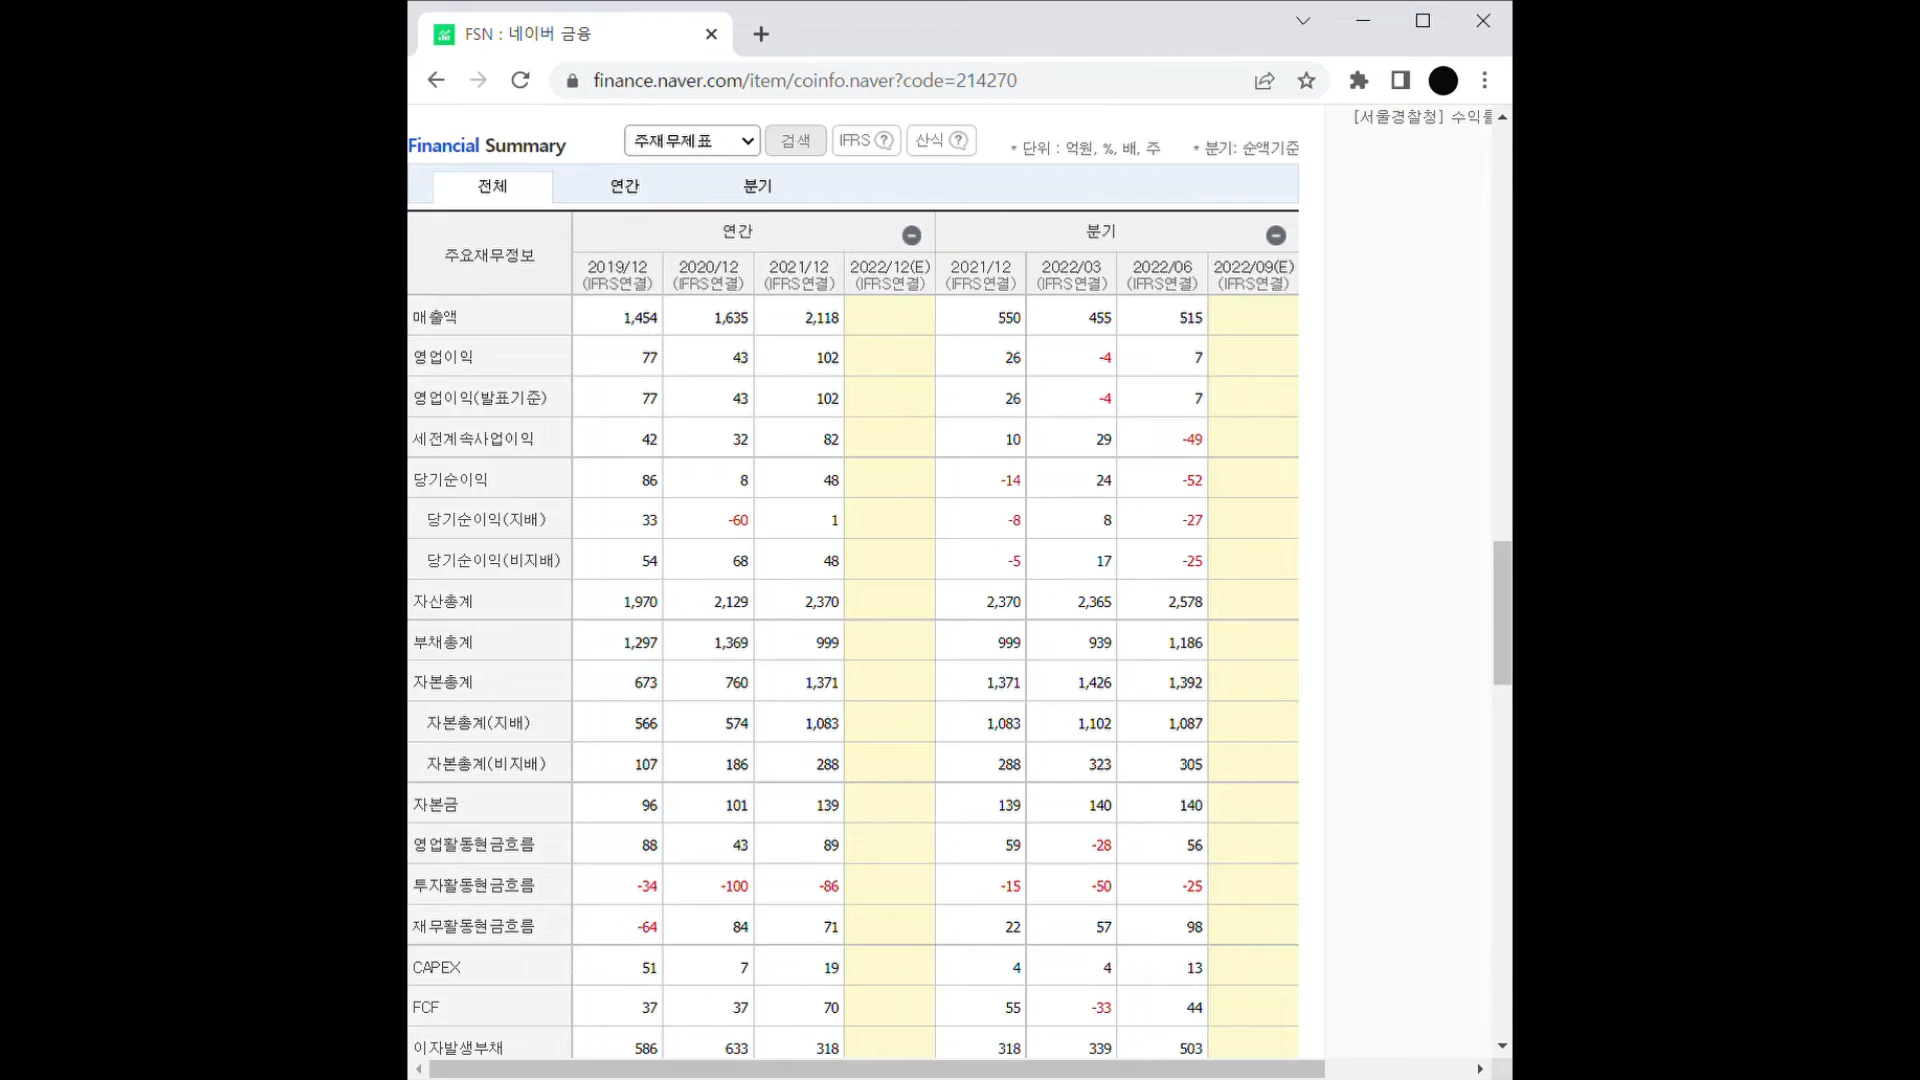 FSN : 네이버 금융
finance.naver.com/item/coinfo.naver?code=214270
[서울경찰청] 수익률
Financial Summary 주재무제표 검색 IFRS ? 산식 ? * 단위 : 억원, %, 배, 주 * 분기: 순액기준
전체 연간 분기
주요재무정보 연간 분기
2019/12 2020/12 2021/12 2022/12(E) 2021/12 2022/03 2022/06 2022/09(E)
(IFRS연결) (IFRS연결) (IFRS연결) (IFRS연결) (IFRS연결) (IFRS연결) (IFRS연결) (IFRS연결)
매출액 1,454 1,635 2,118 550 455 515
영업이익 77 43 102 26 -4 7
영업이익(발표기준) 77 43 102 26 -4 7
세전계속사업이익 42 32 82 10 29 -49
당기순이익 86 8 48 -14 24 -52
당기순이익(지배) 33 -60 1 -8 8 -27
당기순이익(비지배) 54 68 48 -5 17 -25
자산총계 1,970 2,129 2,370 2,370 2,365 2,578
부채총계 1,297 1,369 999 999 939 1,186
자본총계 673 760 1,371 1,371 1,426 1,392
자본총계(지배) 566 574 1,083 1,083 1,102 1,087
자본총계(비지배) 107 186 288 288 323 305
자본금 96 101 139 139 140 140
영업활동현금흐름 88 43 89 59 -28 56
투자활동현금흐름 -34 -100 -86 -15 -50 -25
재무활동현금흐름 -64 84 71 22 57 98
CAPEX 51 7 19 4 4 13
FCF 37 37 70 55 -33 44
이자발생부채 586 633 318 318 339 503